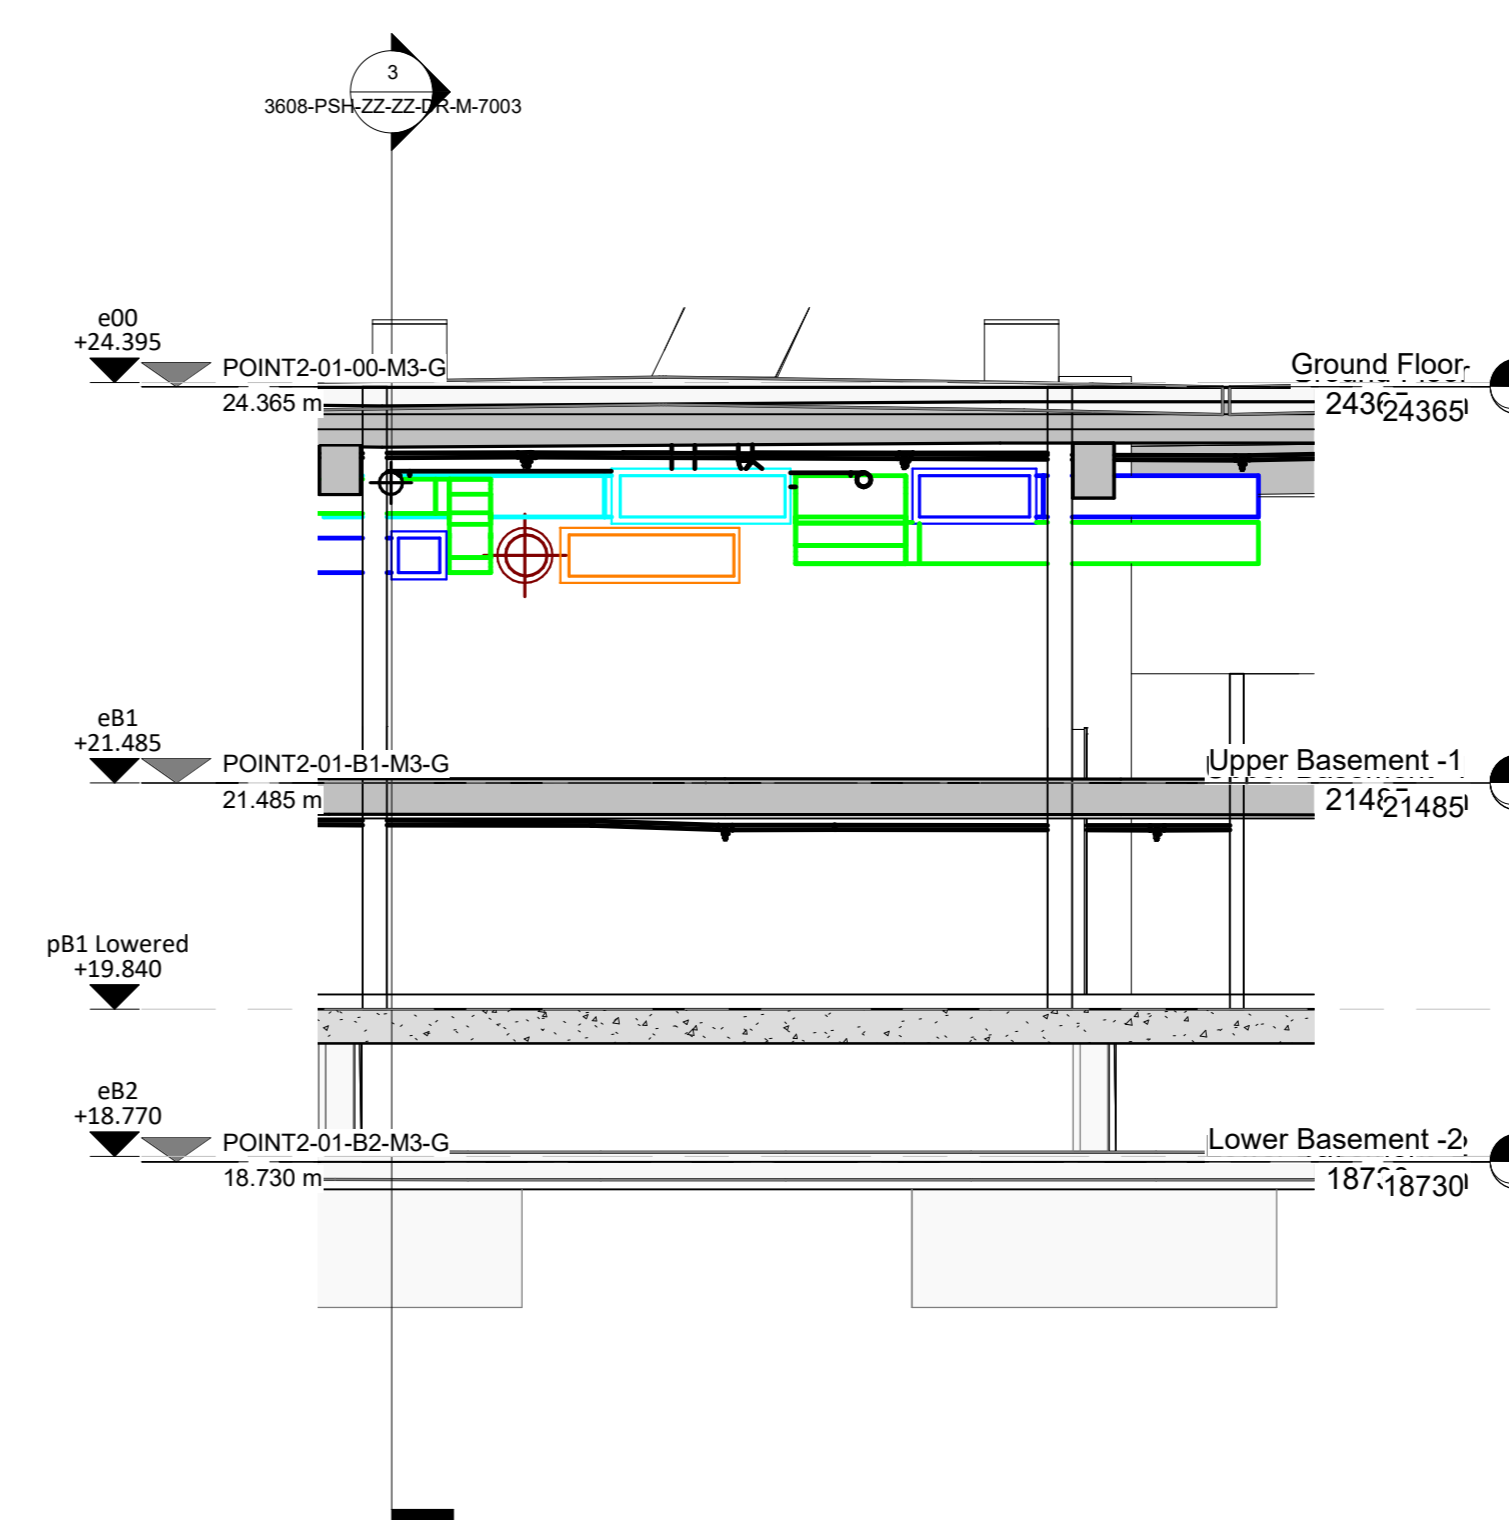 3
3608-PSH-ZZ-ZZ-DR-M-7003
e00
+24.395
POINT2-01-00-M3-G
24.365 m
Ground Floor
24365
eB1
+21.485
POINT2-01-B1-M3-G
21.485 m
Upper Basement -1
21485
pB1 Lowered
+19.840
eB2
+18.770
POINT2-01-B2-M3-G
18.730 m
Lower Basement -2
18730